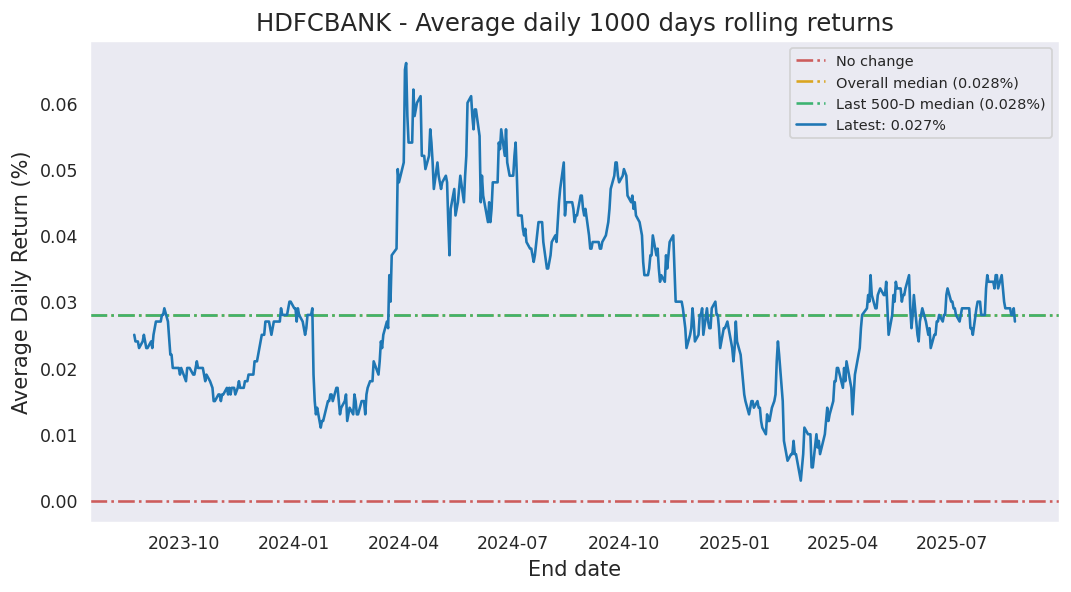 HDFCBANK - Average daily 1000 days rolling returns
No change
Overall median (0.028%)
Last 500-D median (0.028%)
Latest: 0.027%
Average Daily Return (%)
0.06
0.05
0.04
0.03
0.02
0.01
0.00
2023-10 2024-01 2024-04 2024-07 2024-10 2025-01 2025-04 2025-07
End date